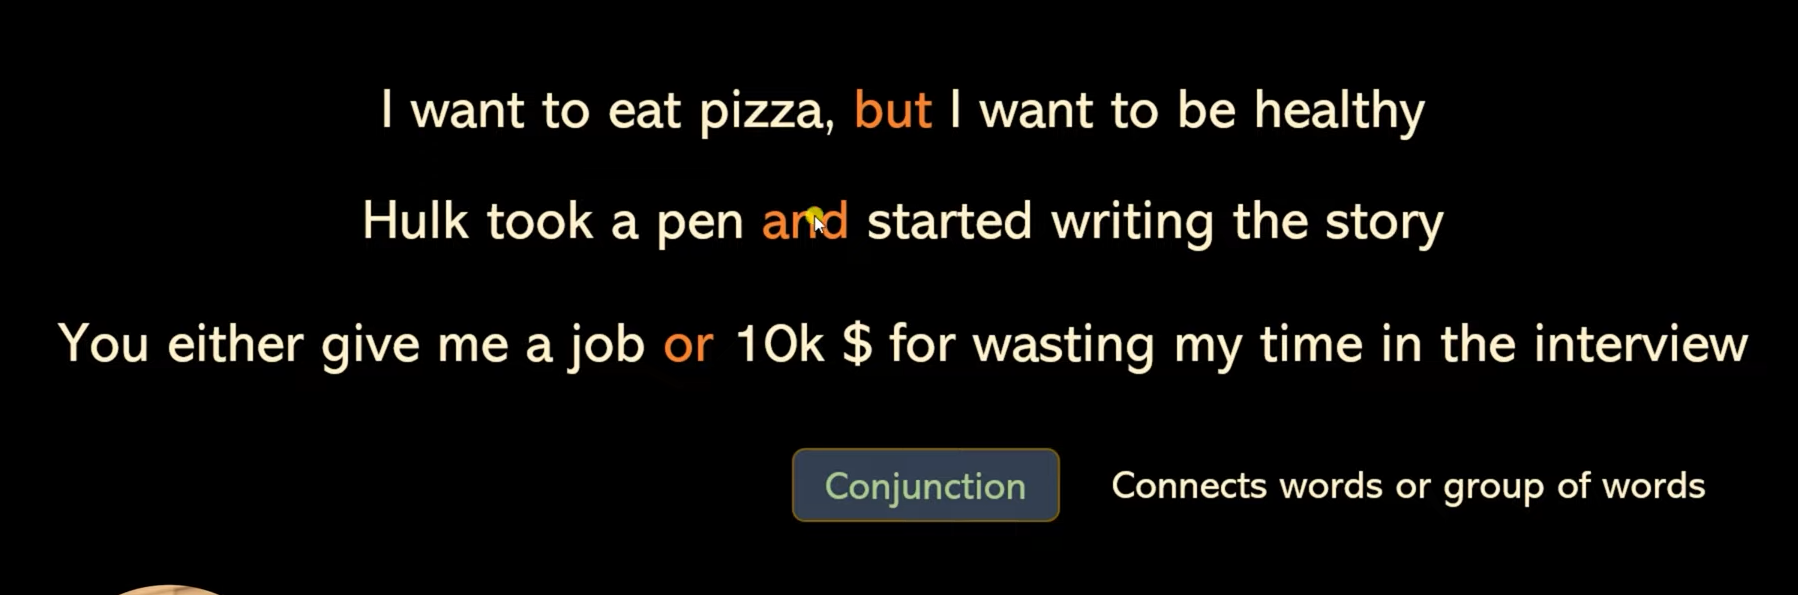 I want to eat pizza, but I want to be healthy
Hulk took a pen and started writing the story
You either give me a job or 10k $ for wasting my time in the interview
Conjunction
Connects words or group of words